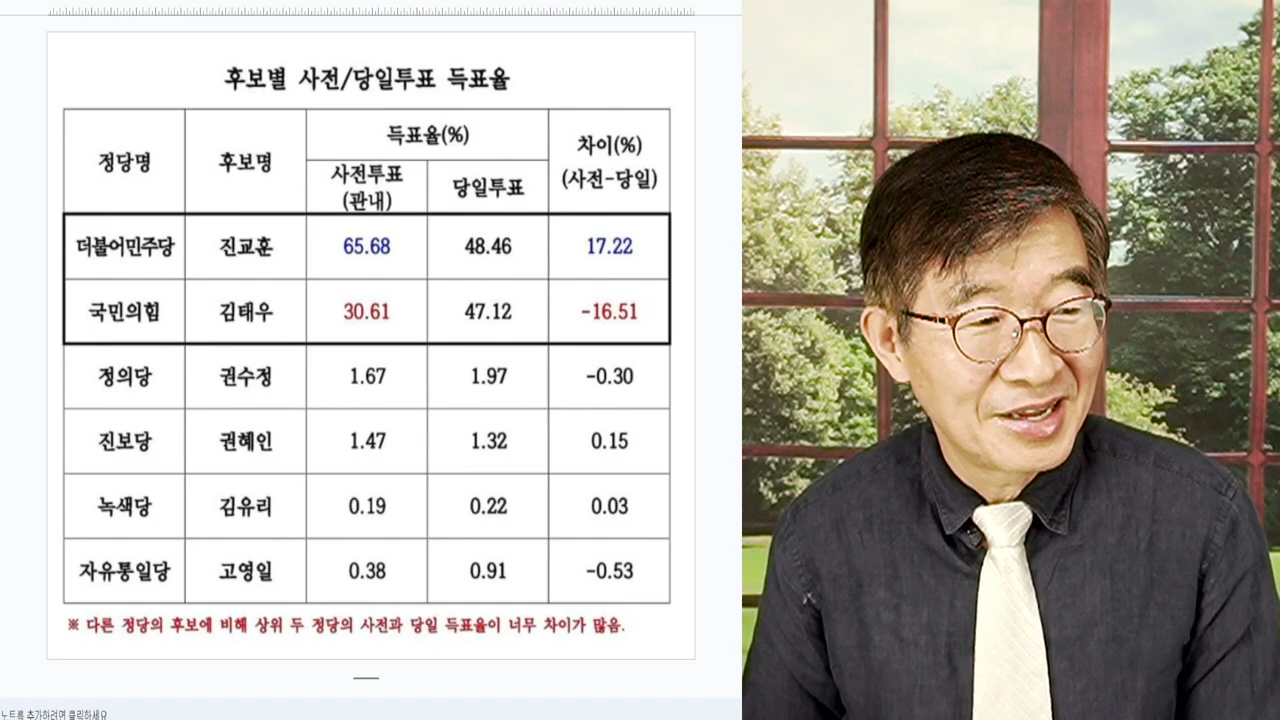 후보별 사전/당일투표 득표율
정당명 후보명 득표율(%) 차이(%)
(사전-당일)
사전투표
(관내) 당일투표
더불어민주당 진교훈 65.68 48.46 17.22
국민의힘 김태우 30.61 47.12 -16.51
정의당 권수정 1.67 1.97 -0.30
진보당 권혜인 1.47 1.32 0.15
녹색당 김유리 0.19 0.22 0.03
자유통일당 고영일 0.38 0.91 -0.53
※ 다른 정당의 후보에 비해 상위 두 정당의 사전과 당일 득표율이 너무 차이가 많음.
노트를 추가하려면 클릭하세요